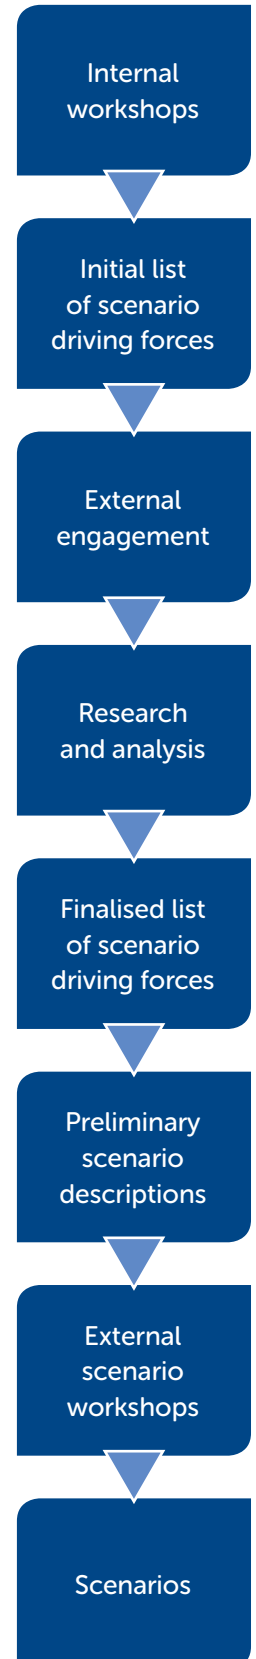 Internal
workshops
Initial list
of scenario
driving forces
External
engagement
Research
and analysis
Finalised list
of scenario
driving forces
Preliminary
scenario
descriptions
External
scenario
workshops
Scenarios